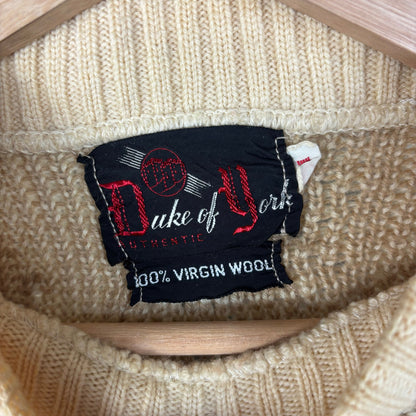 Duke of York
AUTHENTIC
100% VIRGIN WOOL